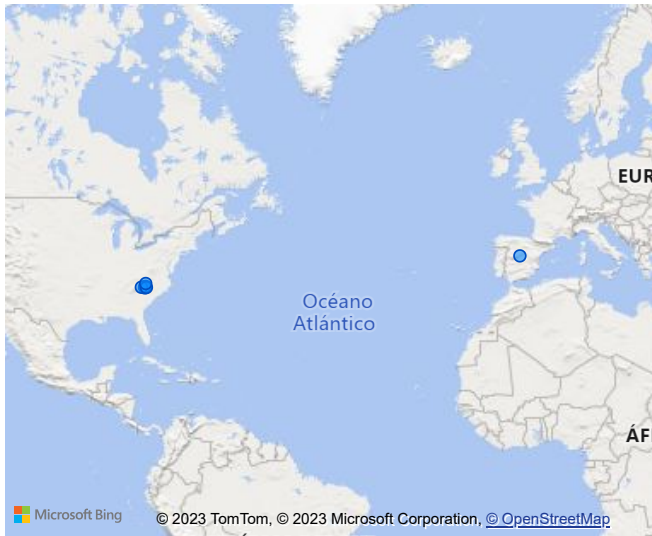 EUR
Océano
Atlántico
ÁF
Microsoft Bing
© 2023 TomTom, © 2023 Microsoft Corporation, © OpenStreetMap